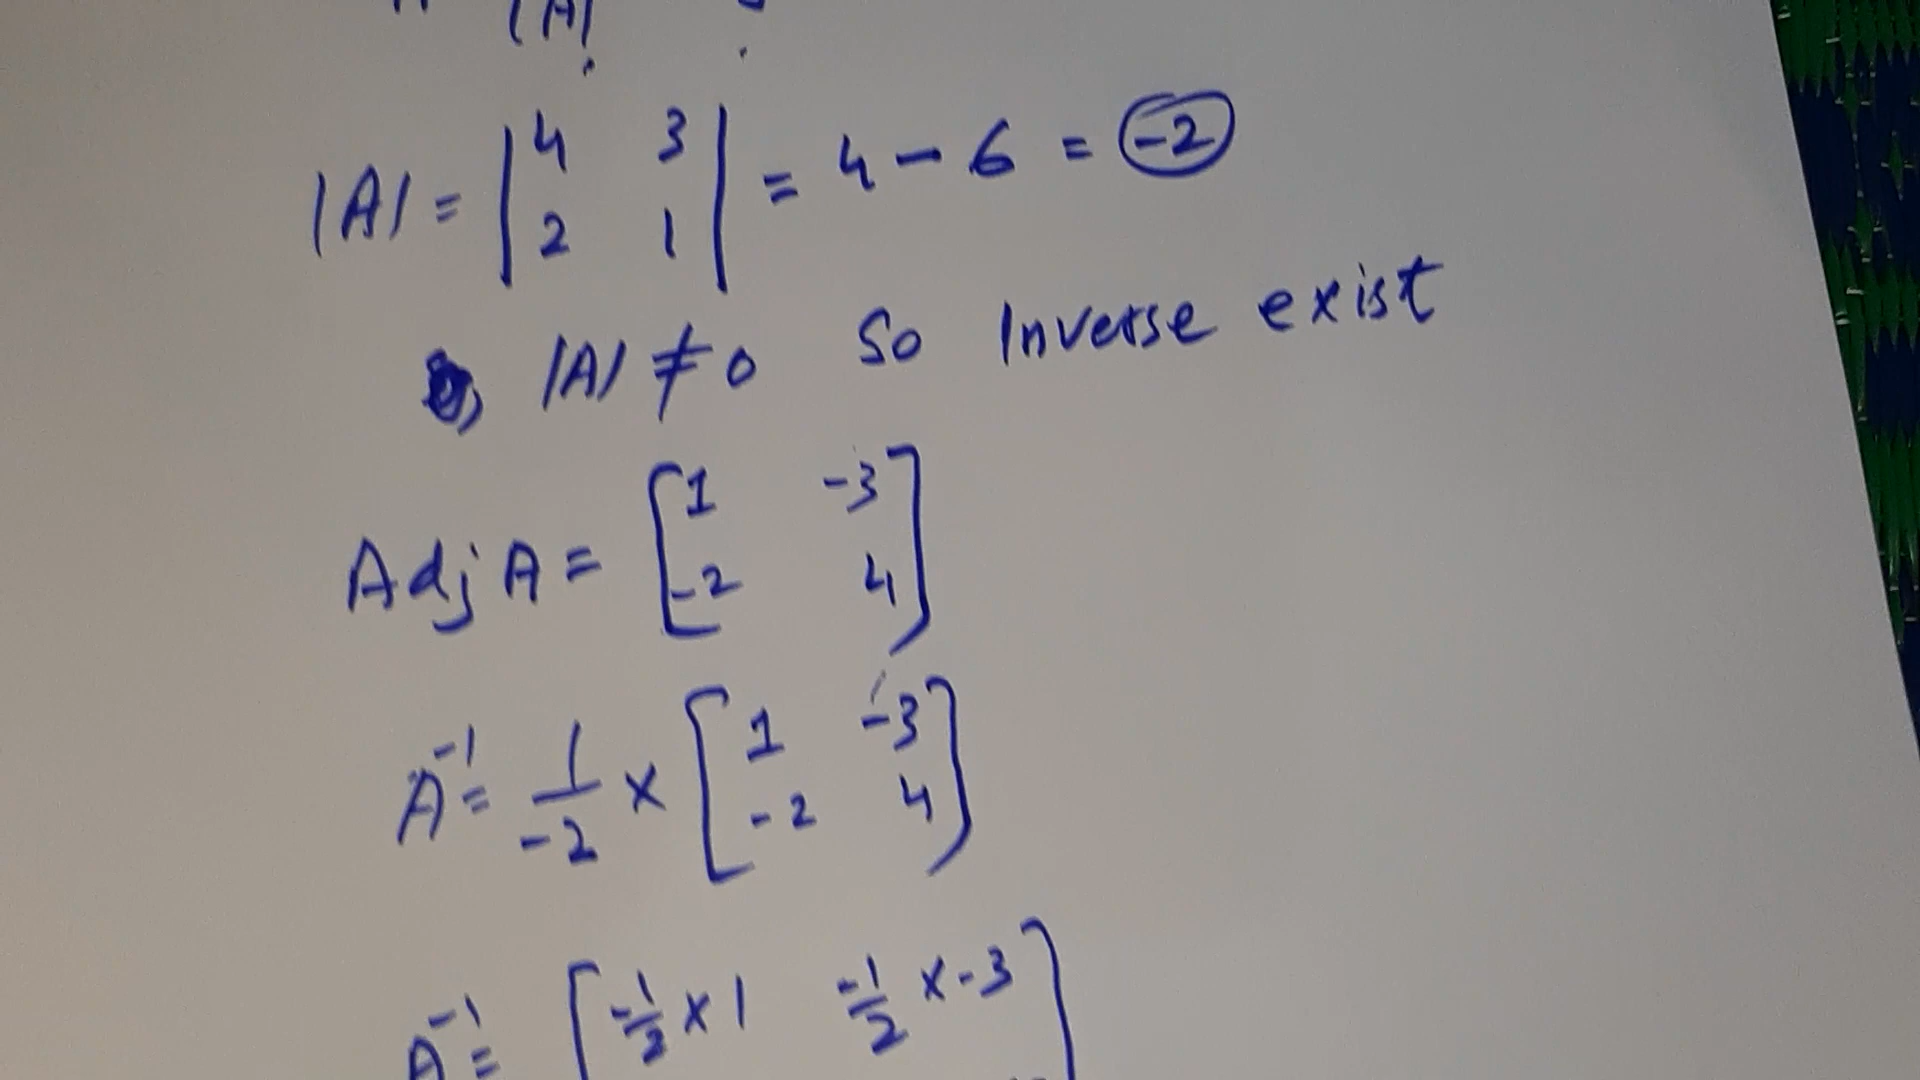 |A|
|A| = | 4 3 | = 4 - 6 = -2
| 2 1 |
|A| ≠ 0 So Inverse exist
Adj A = [ 1 -3
-2 4 ]
A⁻¹ = 1/-2 × [ 1 -3
-2 4 ]
A⁻¹ = [ -1/2 × 1 -1/2 × -3 ]